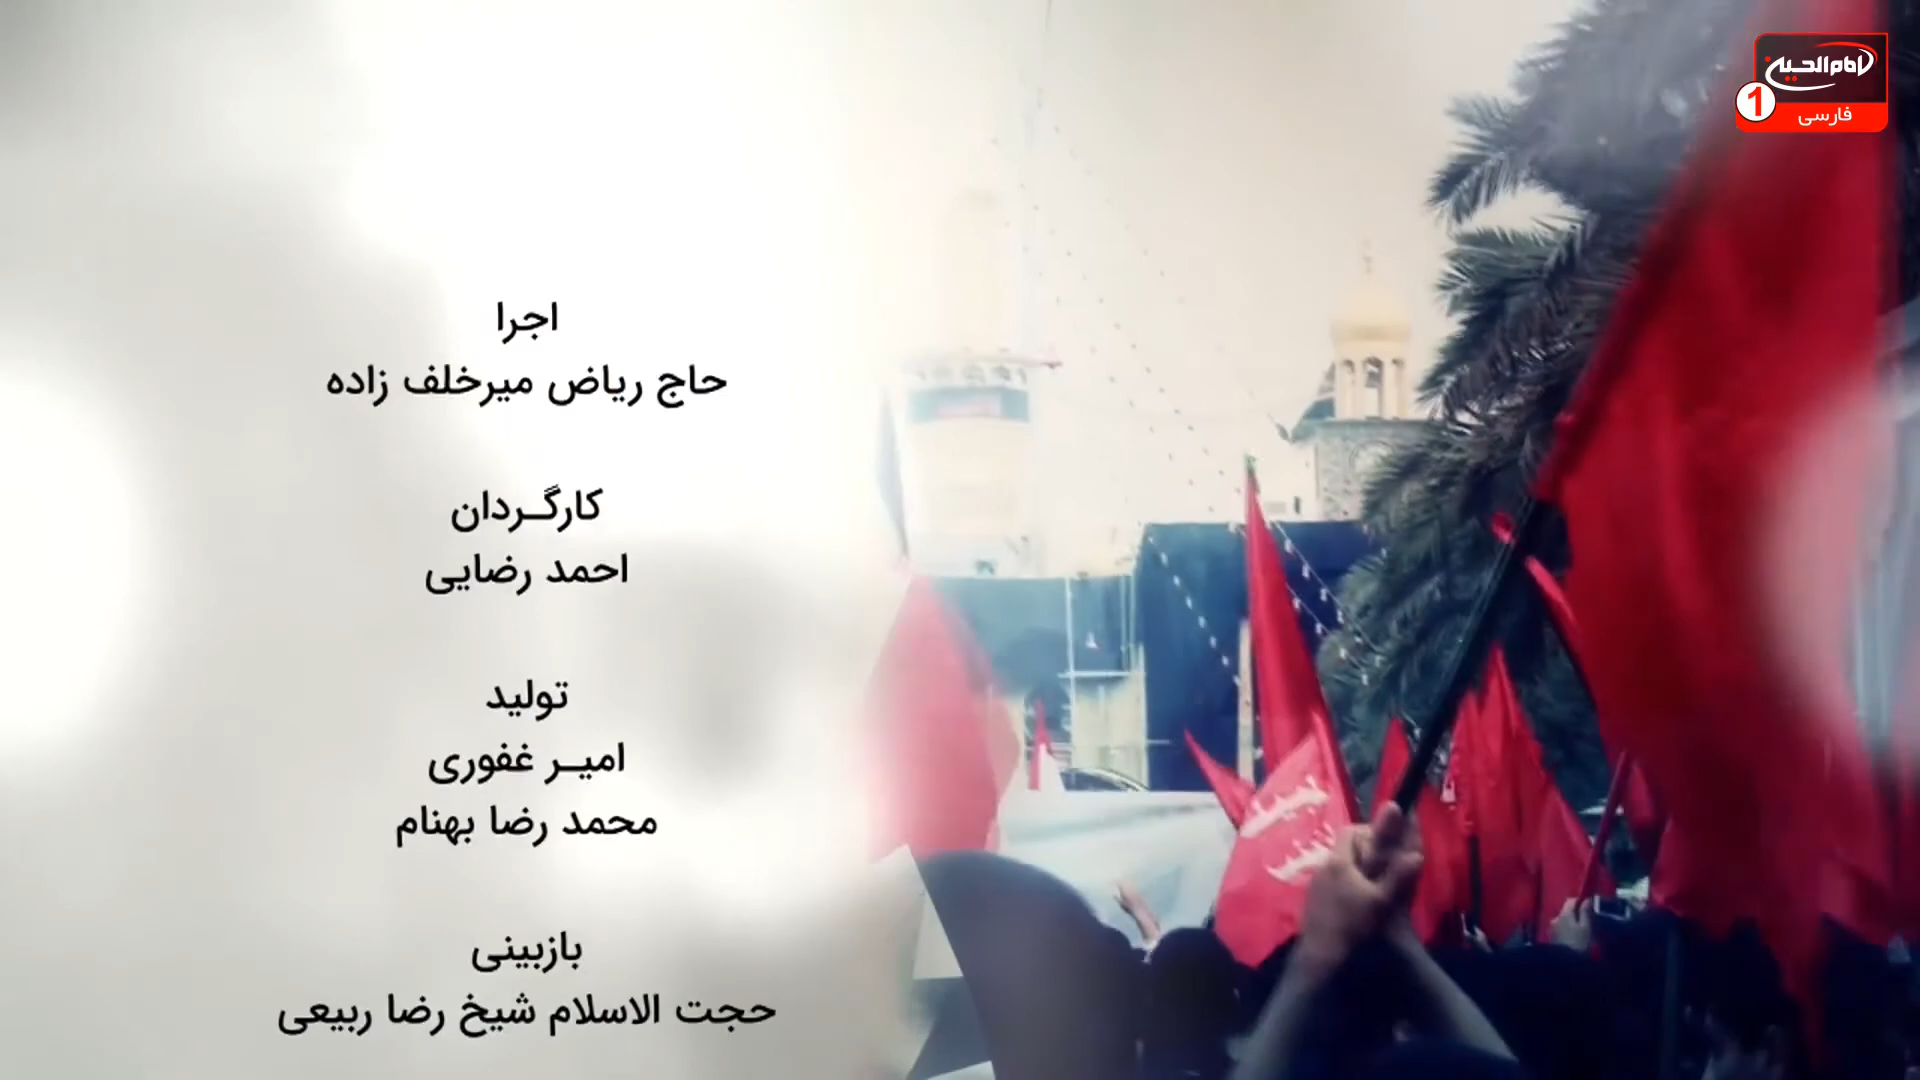 امام الحسین
1
فارسی
اجرا
حاج ریاض میرخلف زاده
کارگـردان
احمد رضایی
تولید
امیـر غفوری
محمد رضا بهنام
بازبینی
حجت الاسلام شیخ رضا ربیعی